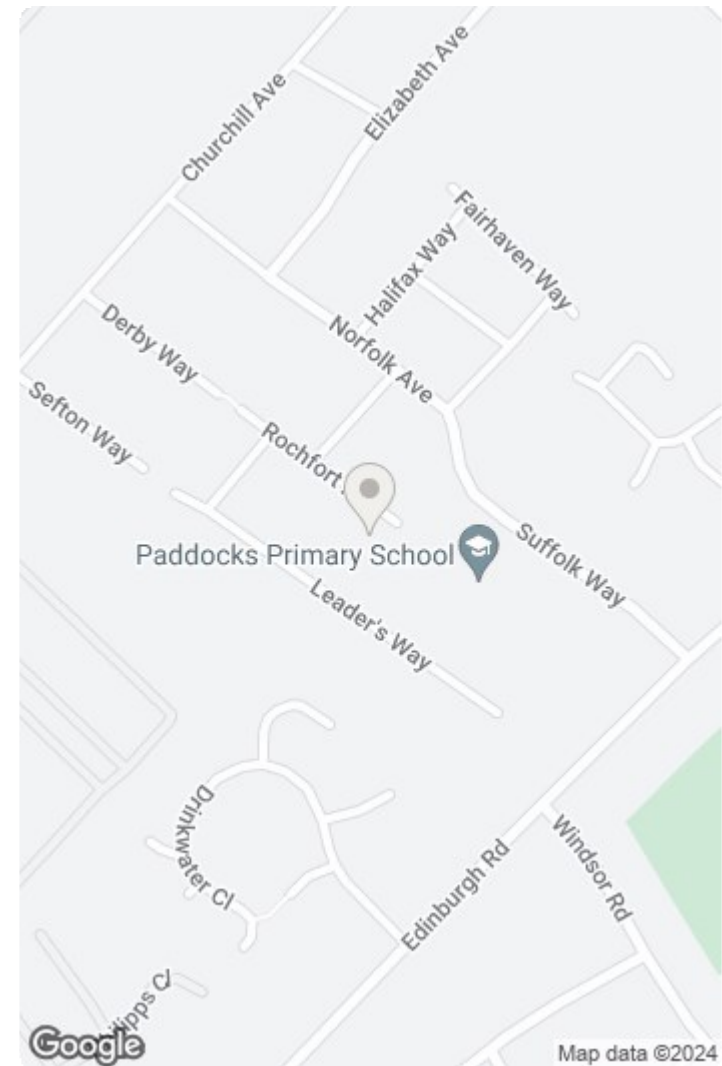 Churchill Ave
Elizabeth Ave
Fairhaven Way
Halifax Way
Norfolk Ave
Derby Way
Sefton Way
Rochfort
Suffolk Way
Paddocks Primary School
Leader's Way
Drinkwater Cl
Windsor Rd
Edinburgh Rd
Cl
Google
Map data ©2024